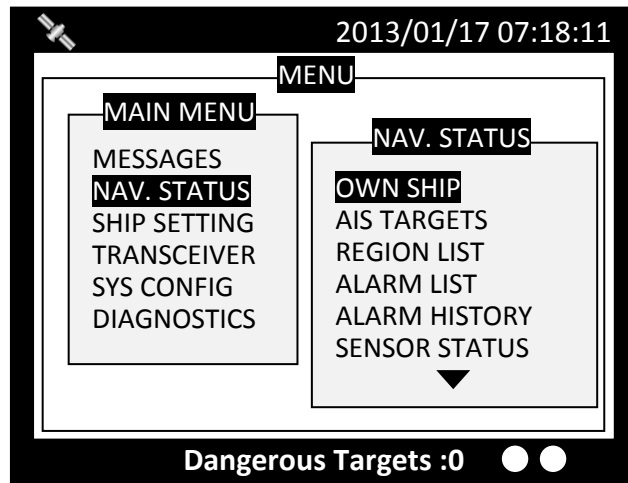 2013/01/17 07:18:11
MENU
MAIN MENU
MESSAGES
NAV. STATUS
SHIP SETTING
TRANSCEIVER
SYS CONFIG
DIAGNOSTICS
NAV. STATUS
OWN SHIP
AIS TARGETS
REGION LIST
ALARM LIST
ALARM HISTORY
SENSOR STATUS
Dangerous Targets :0